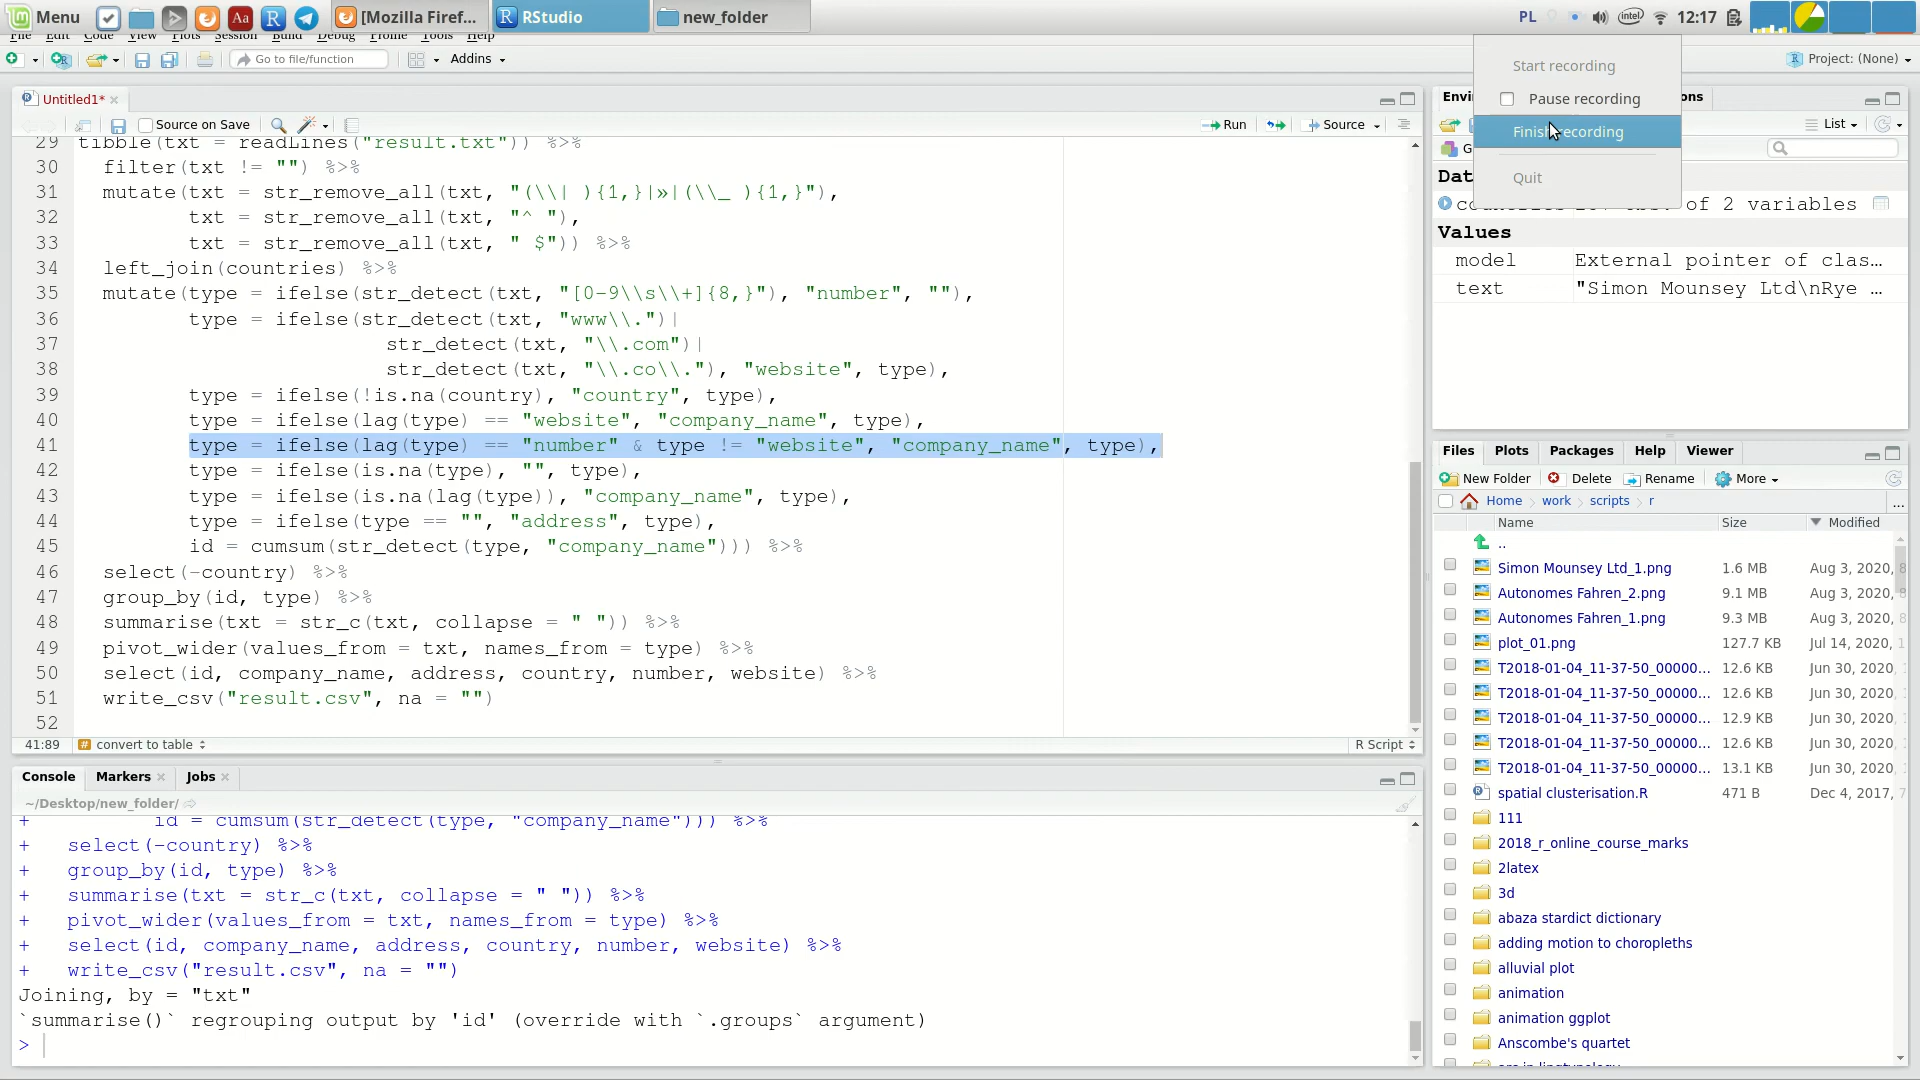 Menu
[Mozilla Firef...
RStudio
new_folder
PL
intel
12:17
File Edit Code View Plots Session Build Debug Profile Tools Help
Go to file/function
Addins
Project: (None)
Start recording
Pause recording
Finish recording
Quit
Untitled1*
Source on Save
Run
Source
29 tibble(txt = readLines("result.txt")) %>%
30 filter(txt != "") %>%
31 mutate(txt = str_remove_all(txt, "(\\| ){1,}|»|(\\_ ){1,}"),
32 txt = str_remove_all(txt, "^ "),
33 txt = str_remove_all(txt, " $")) %>%
34 left_join(countries) %>%
35 mutate(type = ifelse(str_detect(txt, "[0-9\\s\\+]{8,}"), "number", ""),
36 type = ifelse(str_detect(txt, "www\\.")|
37 str_detect(txt, "\\.com")|
38 str_detect(txt, "\\.co\\."), "website", type),
39 type = ifelse(!is.na(country), "country", type),
40 type = ifelse(lag(type) == "website", "company_name", type),
41 type = ifelse(lag(type) == "number" & type != "website", "company_name", type),
42 type = ifelse(is.na(type), "", type),
43 type = ifelse(is.na(lag(type)), "company_name", type),
44 type = ifelse(type == "", "address", type),
45 id = cumsum(str_detect(type, "company_name"))) %>%
46 select(-country) %>%
47 group_by(id, type) %>%
48 summarise(txt = str_c(txt, collapse = " ")) %>%
49 pivot_wider(values_from = txt, names_from = type) %>%
50 select(id, company_name, address, country, number, website) %>%
51 write_csv("result.csv", na = "")
52
41:89 # convert to table
R Script
Console Markers Jobs
~/Desktop/new_folder/
+ id = cumsum(str_detect(type, "company_name"))) %>%
+ select(-country) %>%
+ group_by(id, type) %>%
+ summarise(txt = str_c(txt, collapse = " ")) %>%
+ pivot_wider(values_from = txt, names_from = type) %>%
+ select(id, company_name, address, country, number, website) %>%
+ write_csv("result.csv", na = "")
Joining, by = "txt"
`summarise()` regrouping output by 'id' (override with `.groups` argument)
>
List
of 2 variables
Values
model External pointer of clas…
text "Simon Mounsey Ltd\nRye …
Files Plots Packages Help Viewer
New Folder Delete Rename More
Home work scripts r ...
Name Size Modified
..
Simon Mounsey Ltd_1.png 1.6 MB Aug 3, 2020, 8
Autonomes Fahren_2.png 9.1 MB Aug 3, 2020, 8
Autonomes Fahren_1.png 9.3 MB Aug 3, 2020, 8
plot_01.png 127.7 KB Jul 14, 2020,
T2018-01-04_11-37-50_00000... 12.6 KB Jun 30, 2020,
T2018-01-04_11-37-50_00000... 12.6 KB Jun 30, 2020,
T2018-01-04_11-37-50_00000... 12.9 KB Jun 30, 2020,
T2018-01-04_11-37-50_00000... 12.6 KB Jun 30, 2020,
T2018-01-04_11-37-50_00000... 13.1 KB Jun 30, 2020,
spatial clusterisation.R 471 B Dec 4, 2017, 7
111
2018_r_online_course_marks
2latex
3d
abaza stardict dictionary
adding motion to choropleths
alluvial plot
animation
animation ggplot
Anscombe's quartet